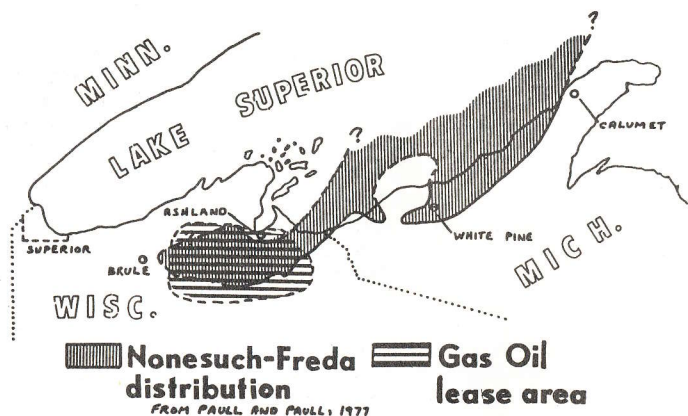 MINN.
LAKE SUPERIOR
?
?
CALUMET
ASHLAND
WHITE PINE
SUPERIOR
BRULE
MICH.
WISC.
Nonesuch-Freda
distribution
Gas Oil
lease area
FROM PAULL AND PAULL, 1977